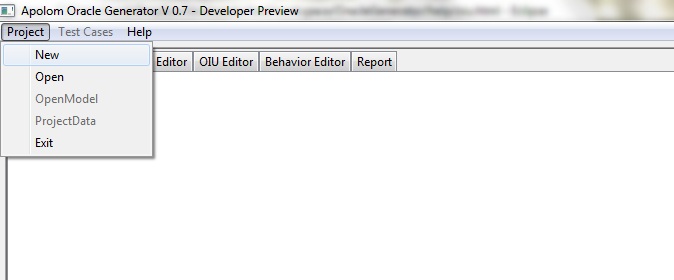 Apolom Oracle Generator V 0.7 - Developer Preview
Project Test Cases Help
New
Editor OIU Editor Behavior Editor Report
Open
OpenModel
ProjectData
Exit